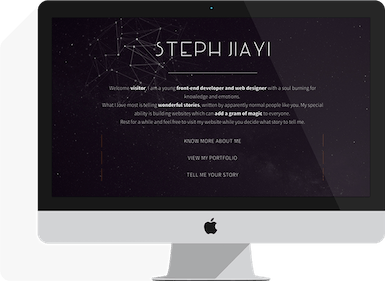 STEPH JIAYI
Welcome visitor, I am a young front-end developer and web designer with a soul burning for
knowledge and emotions.
What I love most is telling wonderful stories, written by apparently normal people like you. My special
ability is building websites which can add a gram of magic to everyone.
Rest for a while and feel free to visit my website while you decide what story to tell me.
KNOW MORE ABOUT ME
VIEW MY PORTFOLIO
TELL ME YOUR STORY